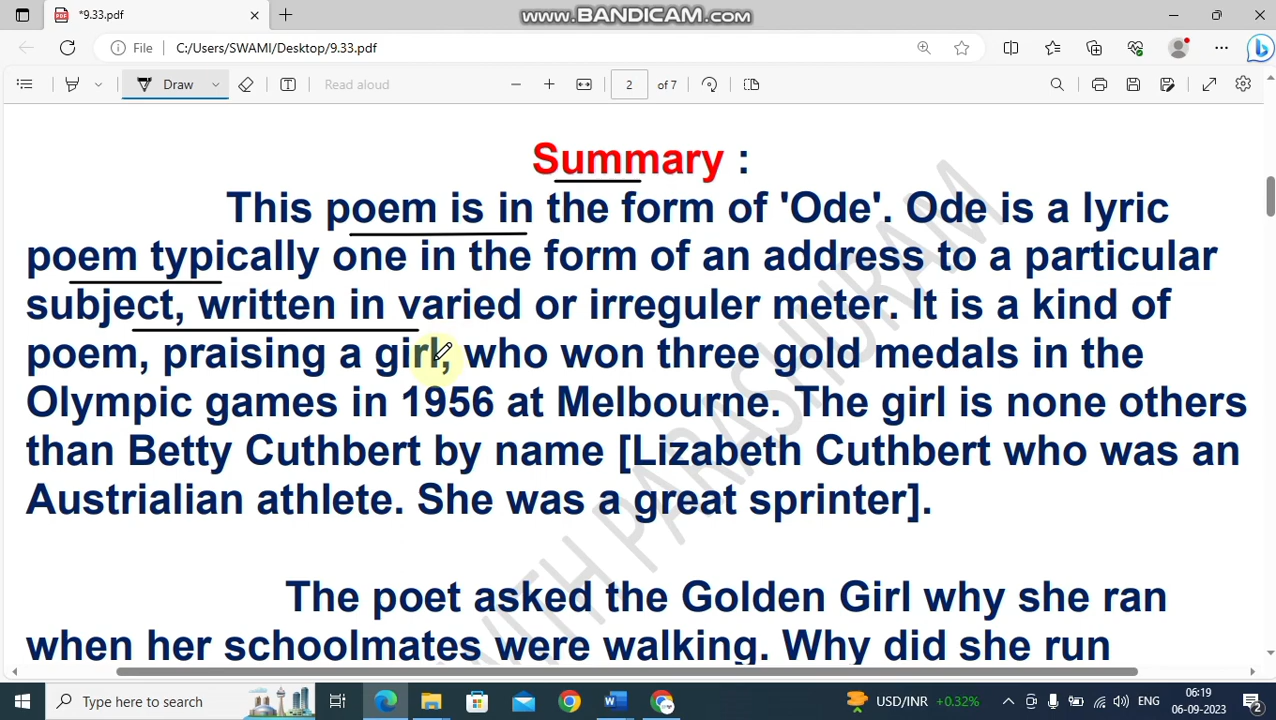 *9.33.pdf
www.BANDICAM.com
File
C:/Users/SWAMI/Desktop/9.33.pdf
Draw
Read aloud
2
of 7
Summary :
This poem is in the form of 'Ode'. Ode is a lyric
poem typically one in the form of an address to a particular
subject, written in varied or irreguler meter. It is a kind of
poem, praising a girl, who won three gold medals in the
Olympic games in 1956 at Melbourne. The girl is none others
than Betty Cuthbert by name [Lizabeth Cuthbert who was an
Austrialian athlete. She was a great sprinter].
The poet asked the Golden Girl why she ran
when her schoolmates were walking. Why did she run
WITH PARASHURAM
Type here to search
USD/INR +0.32%
ENG
06:19
06-09-2023
2